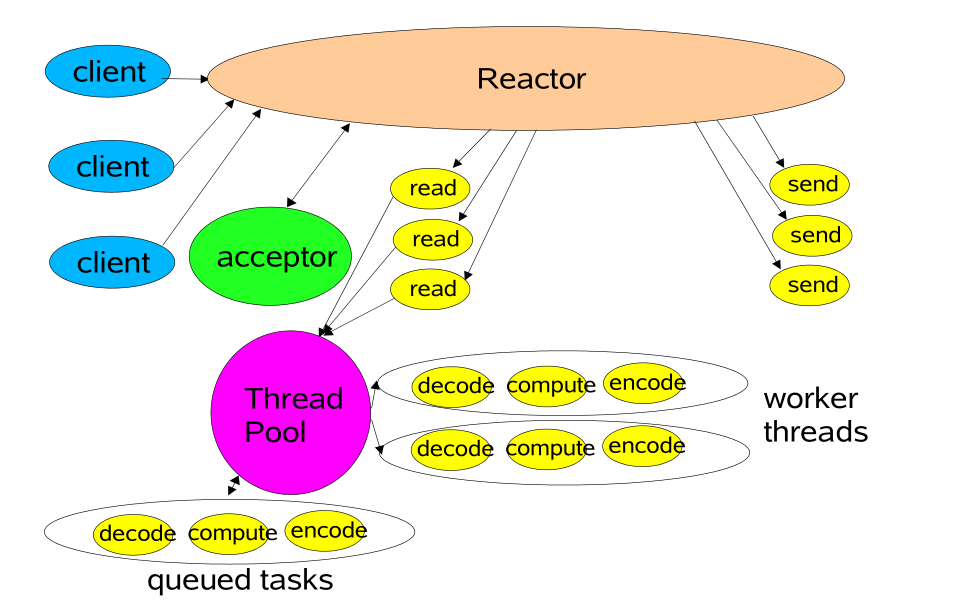 client
Reactor
client
read
send
client
acceptor
read
send
read
send
Thread
Pool
decode compute encode
worker
threads
decode compute encode
decode compute encode
queued tasks